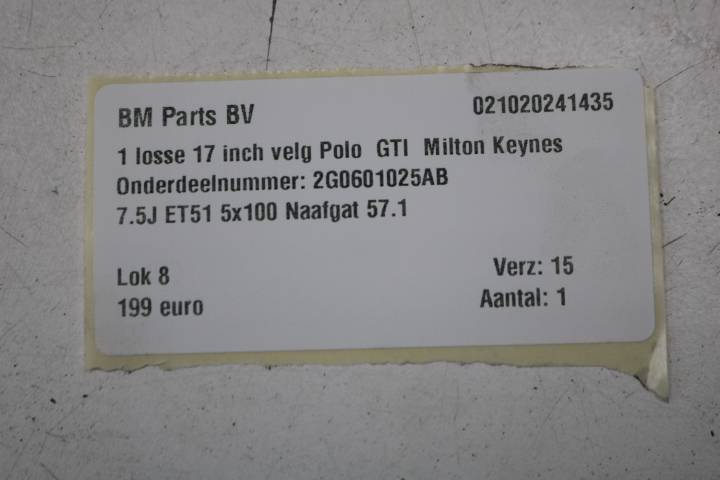 BM Parts BV 021020241435
1 losse 17 inch velg Polo GTI Milton Keynes
Onderdeelnummer: 2G0601025AB
7.5J ET51 5x100 Naafgat 57.1
Lok 8 Verz: 15
199 euro Aantal: 1